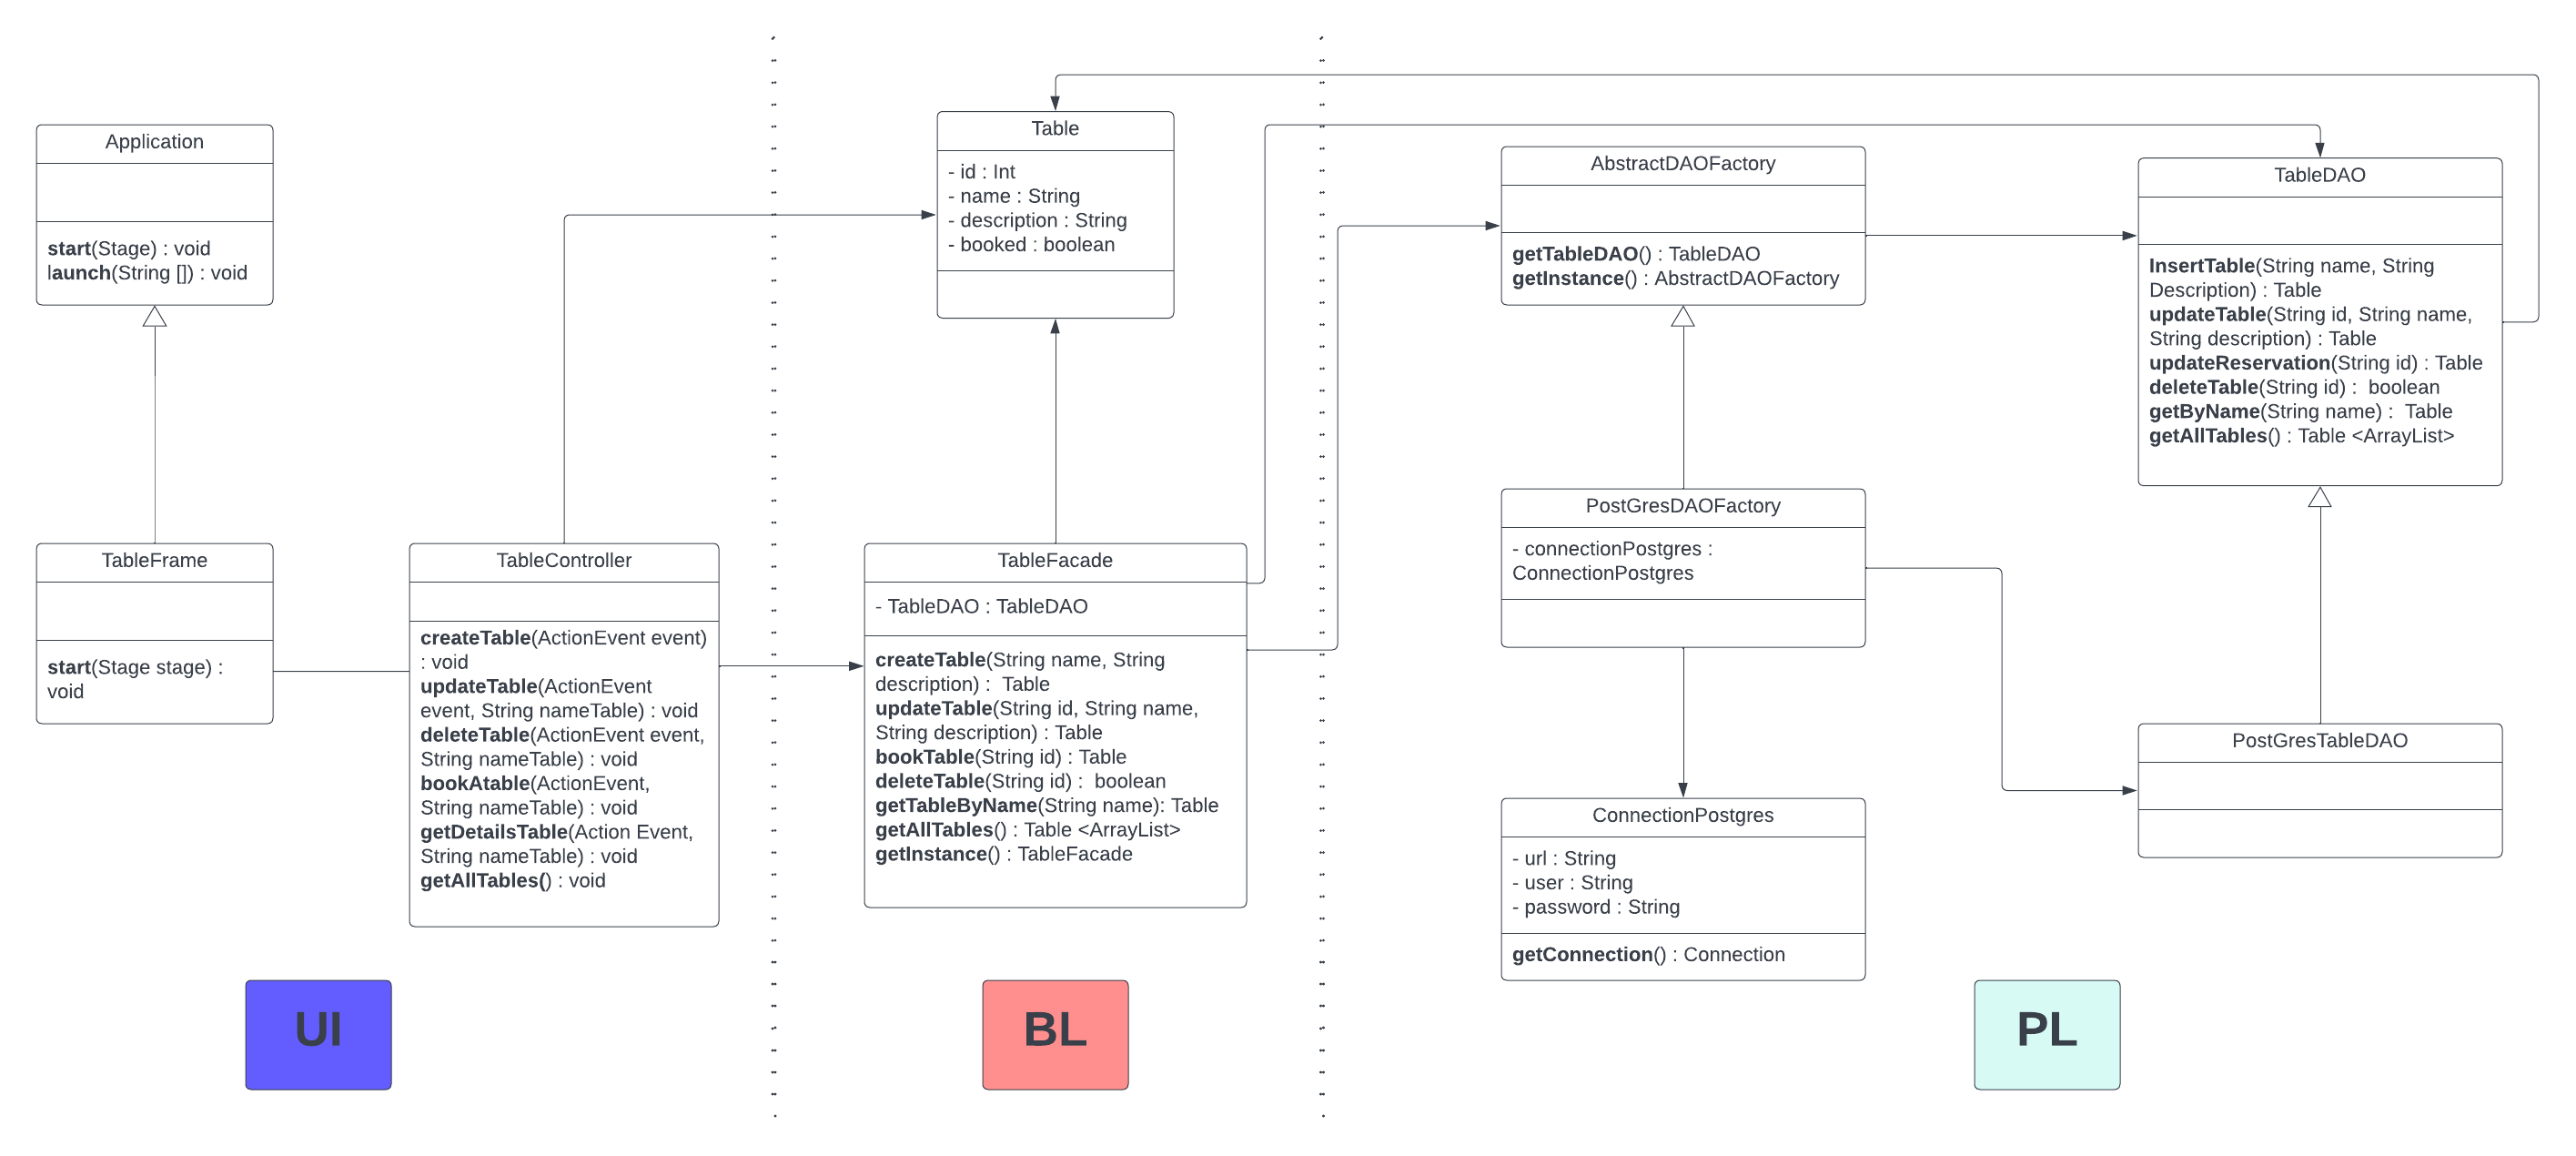 Application
start(Stage) : void
launch(String []) : void
TableFrame
start(Stage stage) :
void
TableController
createTable(ActionEvent event)
: void
updateTable(ActionEvent
event, String nameTable) : void
deleteTable(ActionEvent event,
String nameTable) : void
bookAtable(ActionEvent,
String nameTable) : void
getDetailsTable(Action Event,
String nameTable) : void
getAllTables() : void
UI
Table
- id : Int
- name : String
- description : String
- booked : boolean
TableFacade
- TableDAO : TableDAO
createTable(String name, String
description) :  Table
updateTable(String id, String name,
String description) : Table
bookTable(String id) : Table
deleteTable(String id) :  boolean
getTableByName(String name): Table
getAllTables() : Table <ArrayList>
getInstance() : TableFacade
BL
AbstractDAOFactory
getTableDAO() : TableDAO
getInstance() : AbstractDAOFactory
PostGresDAOFactory
- connectionPostgres :
ConnectionPostgres
ConnectionPostgres
- url : String
- user : String
- password : String
getConnection() : Connection
TableDAO
InsertTable(String name, String
Description) : Table
updateTable(String id, String name,
String description) : Table
updateReservation(String id) : Table
deleteTable(String id) :  boolean
getByName(String name) :  Table
getAllTables() : Table <ArrayList>
PostGresTableDAO
PL